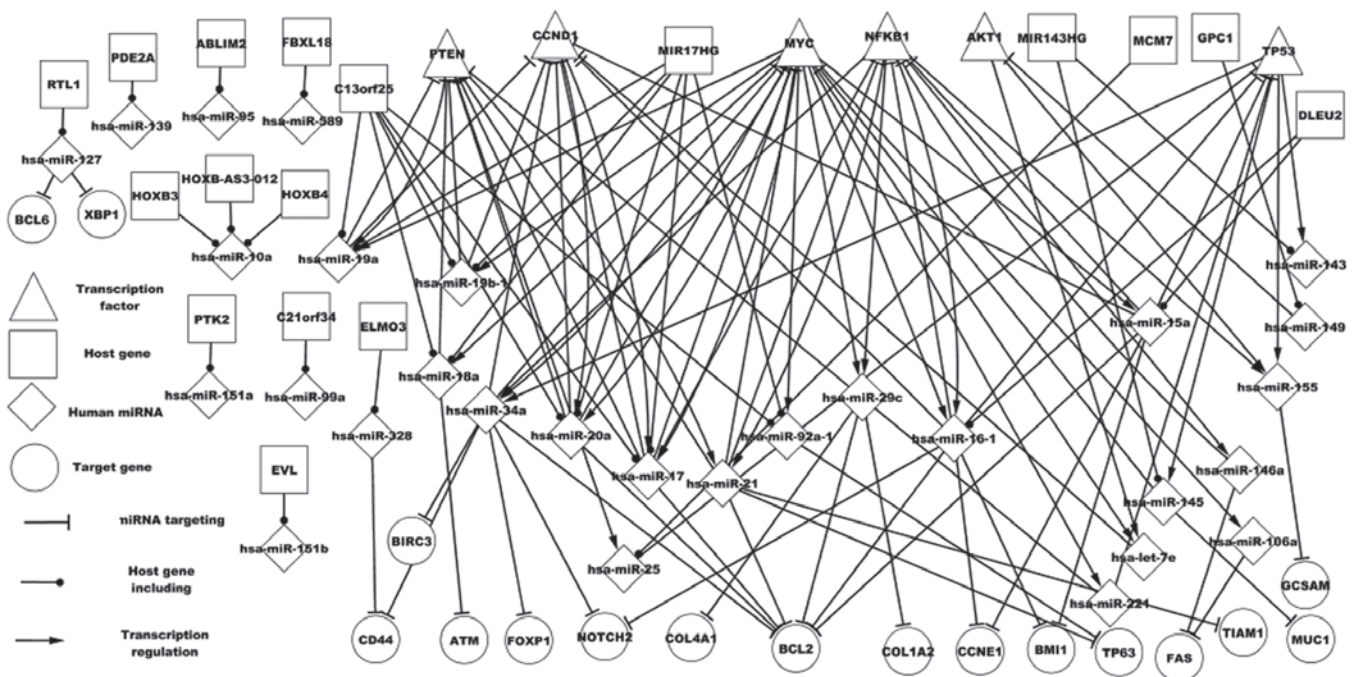 PTEN
CCND1
MIR17HG
MYC
NFKB1
AKT1
MIR143HG
MCM7
GPC1
TP53
RTL1
PDE2A
ABLIM2
FBXL18
C13orf25
DLEU2
hsa-miR-139
hsa-miR-95
hsa-miR-589
hsa-miR-127
BCL6
XBP1
HOXB3
HOXB-AS3-012
HOXB4
hsa-miR-10a
hsa-miR-19a
hsa-miR-19b-1
hsa-miR-143
hsa-miR-149
hsa-miR-15a
hsa-miR-155
Transcription
factor
Host gene
Human miRNA
Target gene
miRNA targeting
Host gene
including
Transcription
regulation
PTK2
C21orf34
ELMO3
hsa-miR-151a
hsa-miR-99a
hsa-miR-328
EVL
hsa-miR-151b
hsa-miR-18a
hsa-miR-34a
hsa-miR-20a
hsa-miR-17
hsa-miR-21
hsa-miR-92a-1
hsa-miR-29c
hsa-miR-16-1
hsa-miR-146a
hsa-miR-145
hsa-miR-106a
hsa-let-7e
hsa-miR-221
hsa-miR-25
BIRC3
GCSAM
CD44
ATM
FOXP1
NOTCH2
COL4A1
BCL2
COL1A2
CCNE1
BMI1
TP63
FAS
TIAM1
MUC1